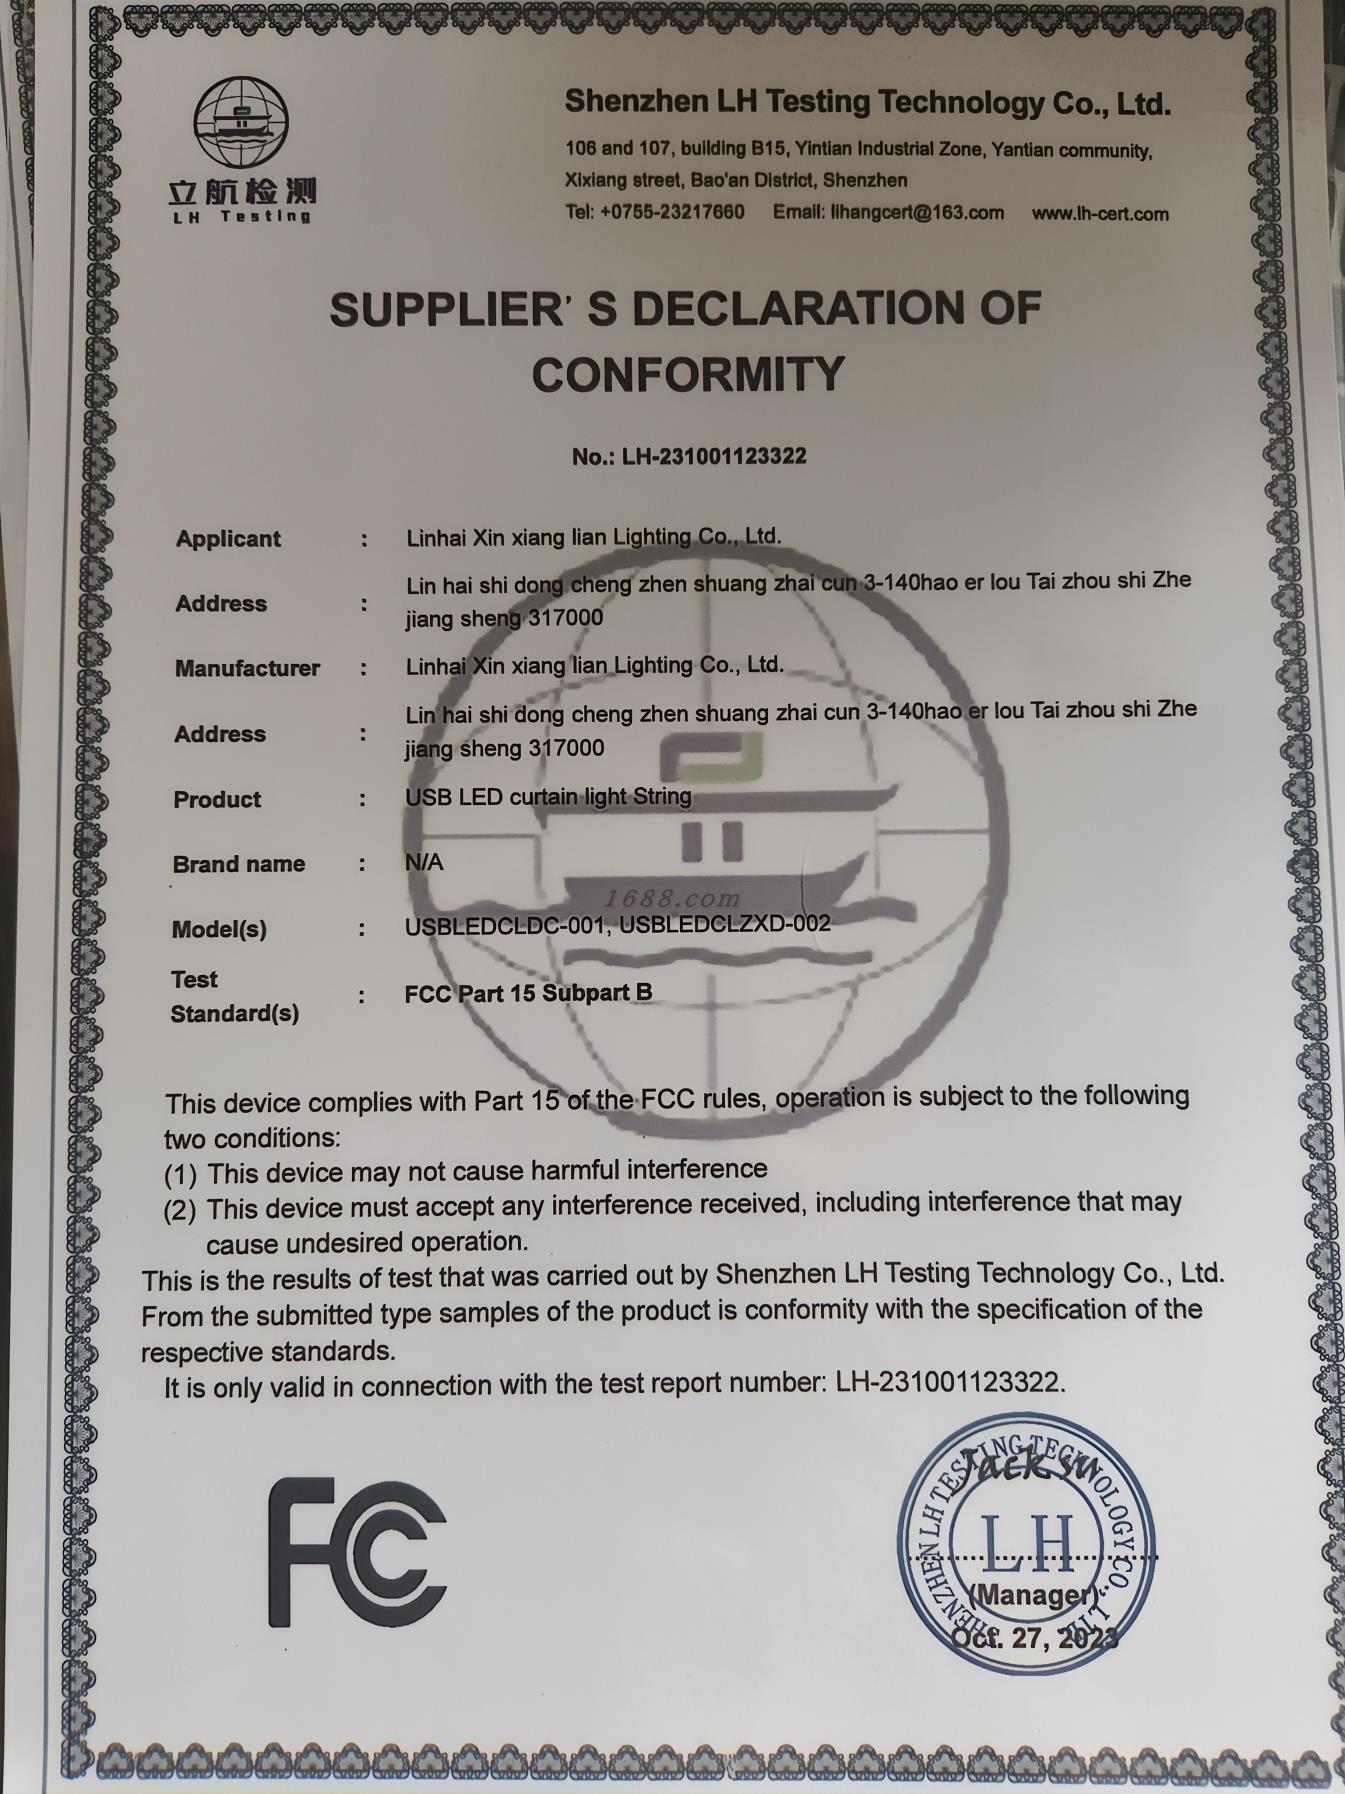 立航检测
LH Testing
Shenzhen LH Testing Technology Co., Ltd.
106 and 107, building B15, Yintian Industrial Zone, Yantian community,
Xixiang street, Bao'an District, Shenzhen
Tel: +0755-23217660 Email: lihangcert@163.com www.lh-cert.com
SUPPLIER' S DECLARATION OF
CONFORMITY
No.: LH-231001123322
Applicant : Linhai Xin xiang lian Lighting Co., Ltd.
Address : Lin hai shi dong cheng zhen shuang zhai cun 3-140hao er lou Tai zhou shi Zhe
jiang sheng 317000
Manufacturer : Linhai Xin xiang lian Lighting Co., Ltd.
Address : Lin hai shi dong cheng zhen shuang zhai cun 3-140hao er lou Tai zhou shi Zhe
jiang sheng 317000
Product : USB LED curtain light String
Brand name : N/A
1688.com
Model(s) : USBLEDCLDC-001, USBLEDCLZXD-002
Test
Standard(s) : FCC Part 15 Subpart B
This device complies with Part 15 of the FCC rules, operation is subject to the following
two conditions:
(1) This device may not cause harmful interference
(2) This device must accept any interference received, including interference that may
cause undesired operation.
This is the results of test that was carried out by Shenzhen LH Testing Technology Co., Ltd.
From the submitted type samples of the product is conformity with the specification of the
respective standards.
It is only valid in connection with the test report number: LH-231001123322.
FC
SHENZHEN LH TESTING TECHNOLOGY CO., LTD
Jack su
LH
(Manager)
Oct. 27, 2023